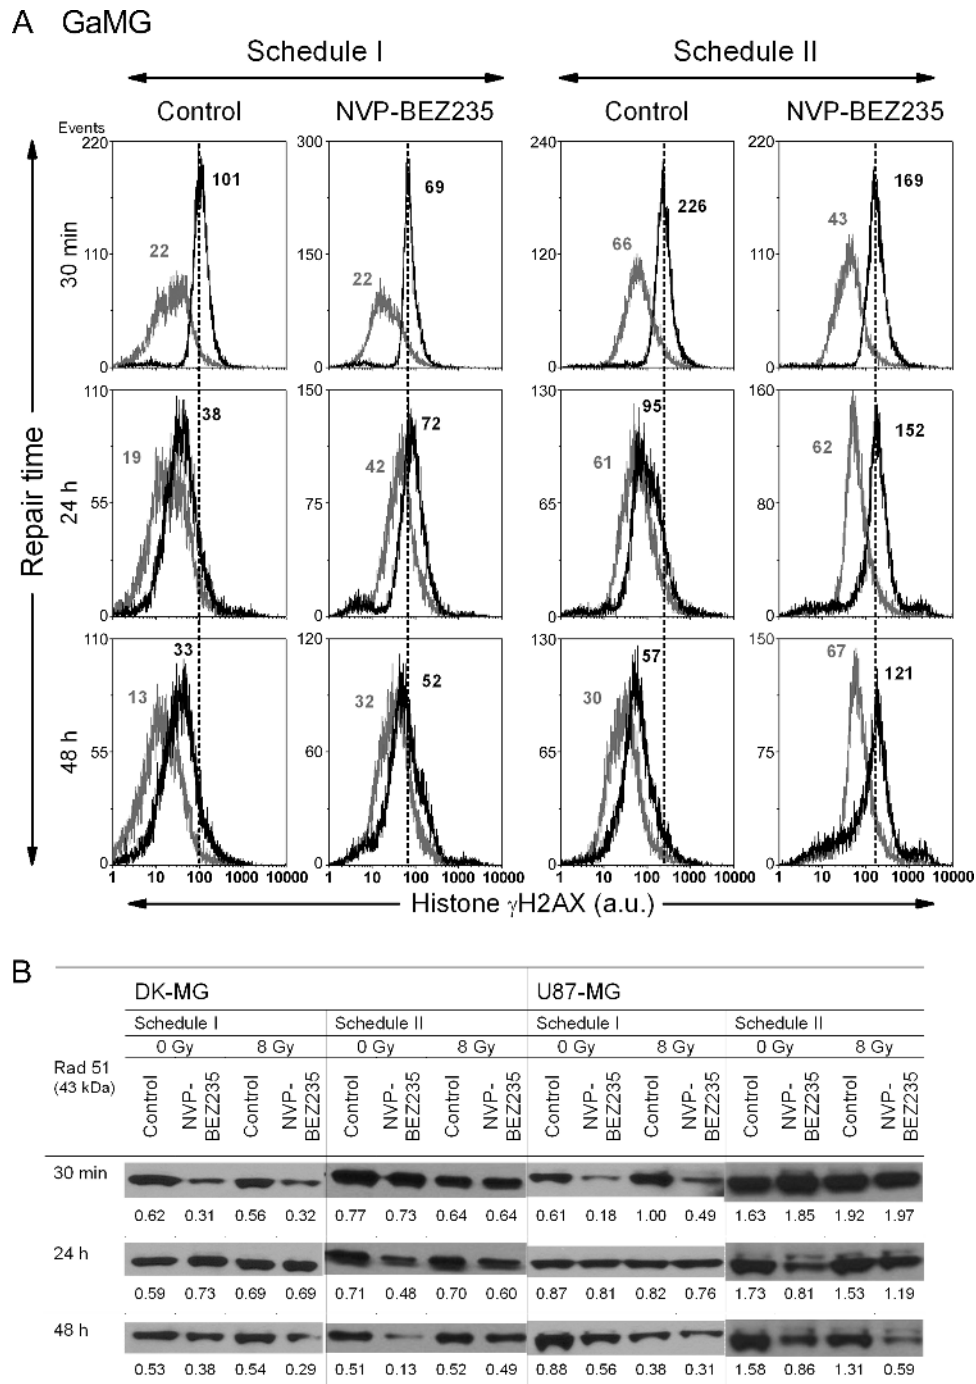 A GaMG
Schedule I Schedule II
Control NVP-BEZ235 Control NVP-BEZ235
Events
220 300 240 220
101 69 226 169
22 22 66 43
30 min
110 150 120 110
0 0 0 0
110 150 130 160
38 72 95 152
19 42 61 62
Repair time
24 h
55 75 65 80
0 0 0 0
110 120 130 150
33 52 57 121
13 32 30 67
48 h
55 60 65 75
0 0 0 0
1 10 100 1000 10000 1 10 100 1000 10000 1 10 100 1000 10000 1 10 100 1000 10000
Histone γH2AX (a.u.)
B
DK-MG U87-MG
Schedule I Schedule II Schedule I Schedule II
0 Gy 8 Gy 0 Gy 8 Gy 0 Gy 8 Gy 0 Gy 8 Gy
Rad 51
(43 kDa)
Control NVP-BEZ235 Control NVP-BEZ235 Control NVP-BEZ235 Control NVP-BEZ235 Control NVP-BEZ235 Control NVP-BEZ235 Control NVP-BEZ235 Control NVP-BEZ235
30 min
0.62 0.31 0.56 0.32 0.77 0.73 0.64 0.64 0.61 0.18 1.00 0.49 1.63 1.85 1.92 1.97
24 h
0.59 0.73 0.69 0.69 0.71 0.48 0.70 0.60 0.87 0.81 0.82 0.76 1.73 0.81 1.53 1.19
48 h
0.53 0.38 0.54 0.29 0.51 0.13 0.52 0.49 0.88 0.56 0.38 0.31 1.58 0.86 1.31 0.59